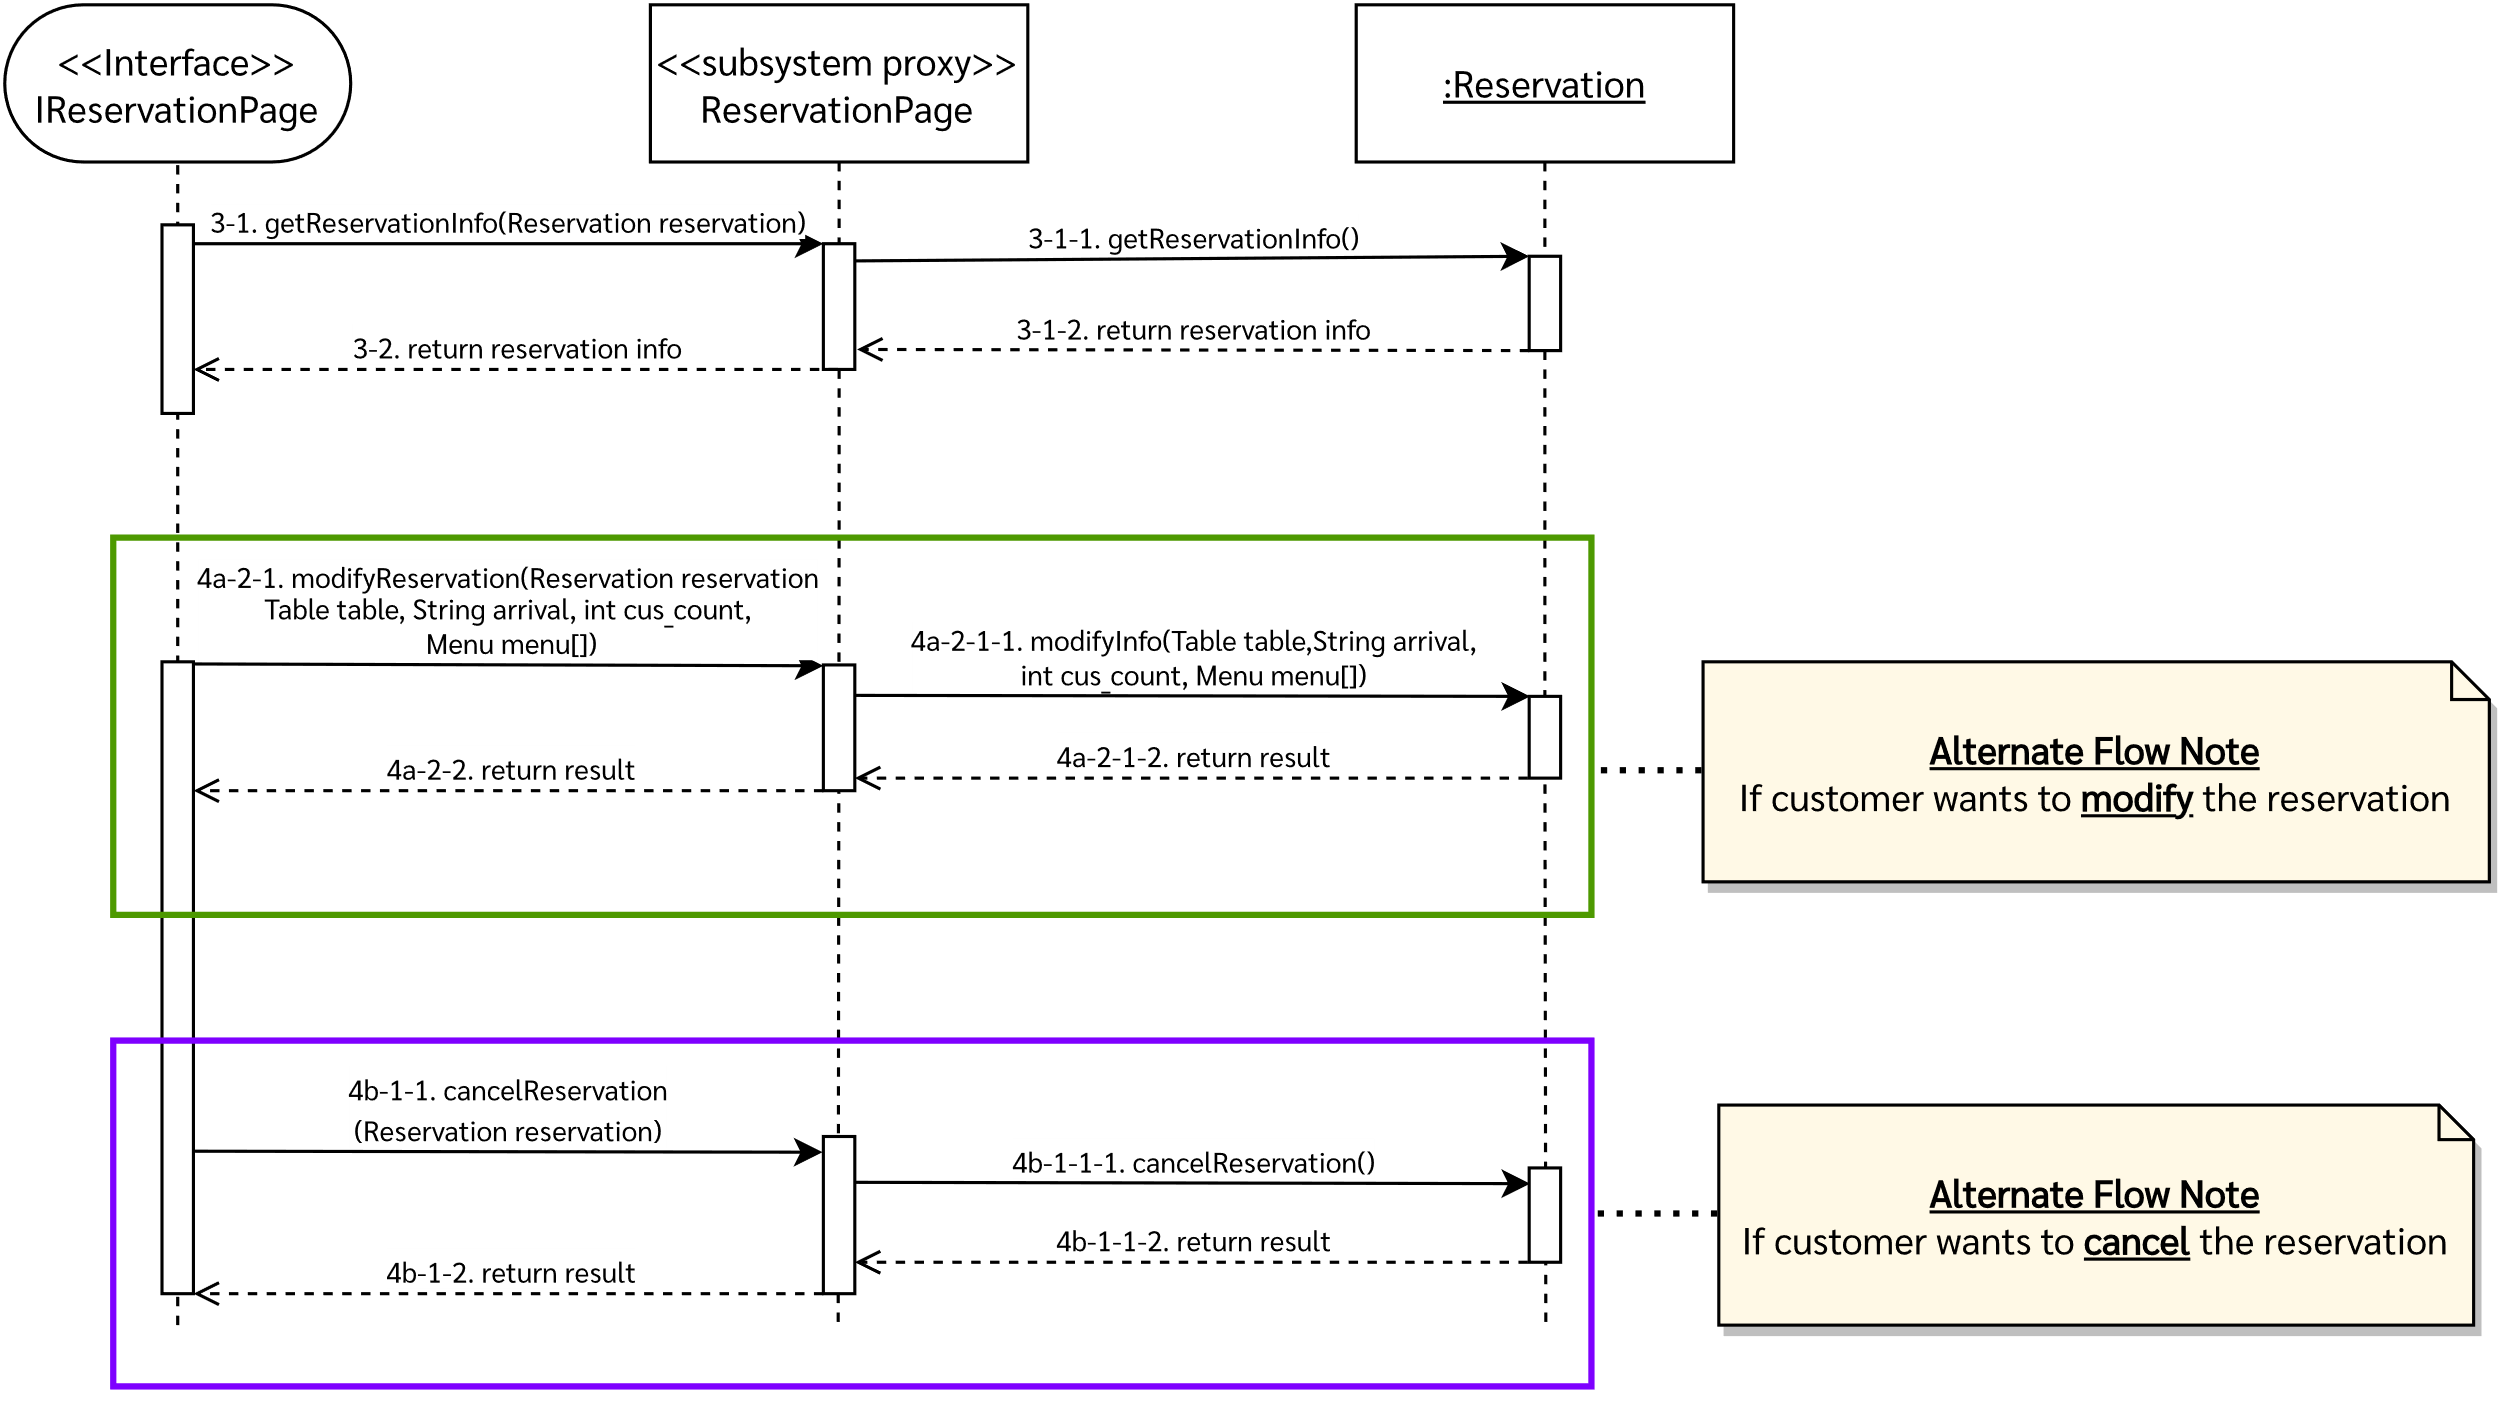 <<Interface>>
IReservationPage
<<subsystem proxy>>
ReservationPage
:Reservation
3-1. getReservationInfo(Reservation reservation)
3-1-1. getReservationInfo()
3-1-2. return reservation info
3-2. return reservation info
4a-2-1. modifyReservation(Reservation reservation
Table table, String arrival, int cus_count,
Menu menu[])
4a-2-1-1. modifyInfo(Table table,String arrival,
int cus_count, Menu menu[])
4a-2-1-2. return result
4a-2-2. return result
Alternate Flow Note
If customer wants to modify the reservation
4b-1-1. cancelReservation
(Reservation reservation)
4b-1-1-1. cancelReservation()
4b-1-1-2. return result
4b-1-2. return result
Alternate Flow Note
If customer wants to cancel the reservation